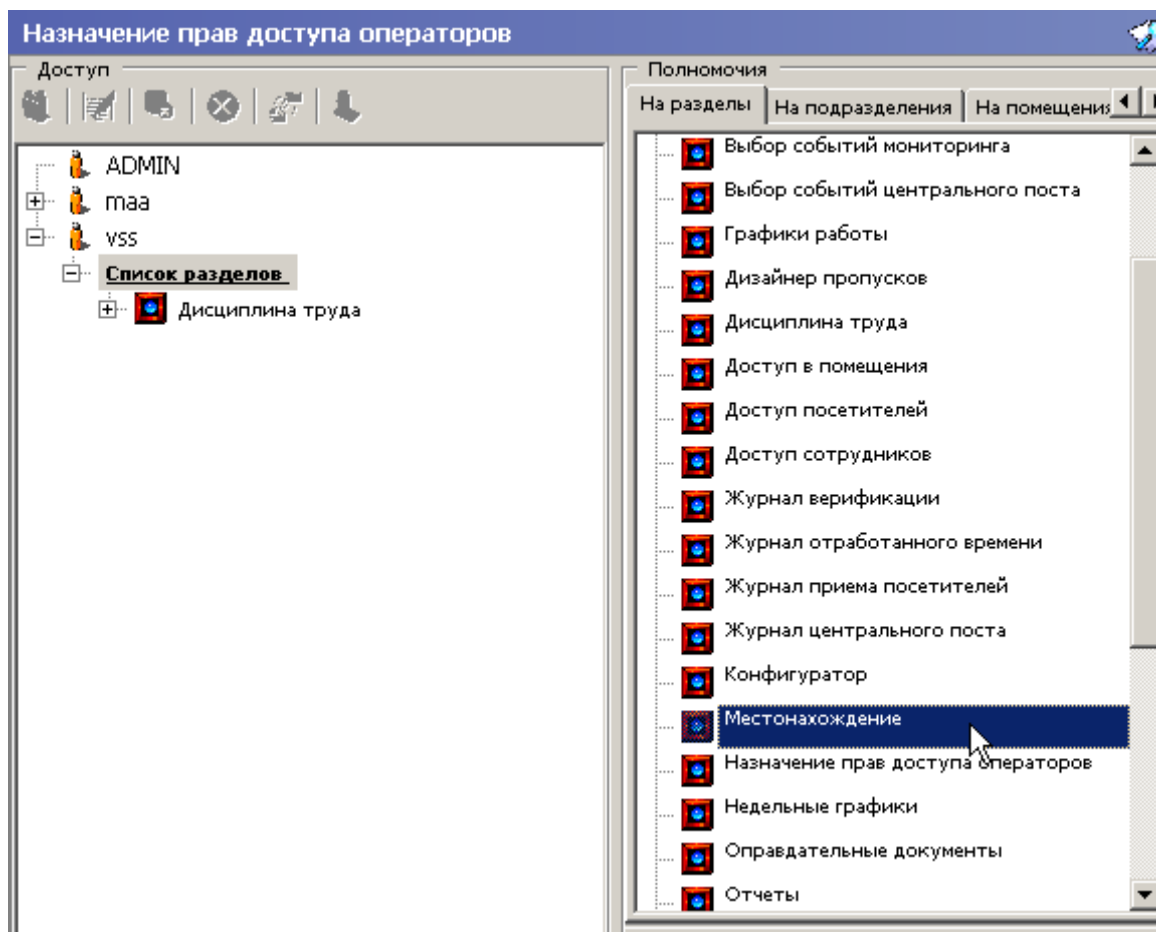 Назначение прав доступа операторов
Доступ
ADMIN
maa
vss
Список разделов
Дисциплина труда
Полномочия
На разделы
На подразделения
На помещения
Выбор событий мониторинга
Выбор событий центрального поста
Графики работы
Дизайнер пропусков
Дисциплина труда
Доступ в помещения
Доступ посетителей
Доступ сотрудников
Журнал верификации
Журнал отработанного времени
Журнал приема посетителей
Журнал центрального поста
Конфигуратор
Местонахождение
Назначение прав доступа операторов
Недельные графики
Оправдательные документы
Отчеты